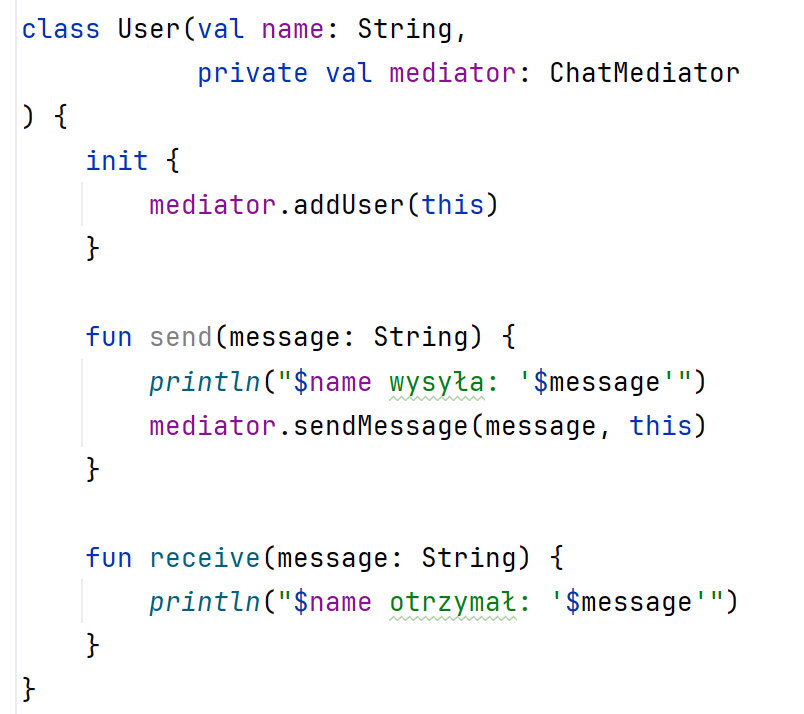 class User(val name: String,
           private val mediator: ChatMediator
) {
    init {
        mediator.addUser(this)
    }

    fun send(message: String) {
        println("$name wysyła: '$message'")
        mediator.sendMessage(message, this)
    }

    fun receive(message: String) {
        println("$name otrzymał: '$message'")
    }
}